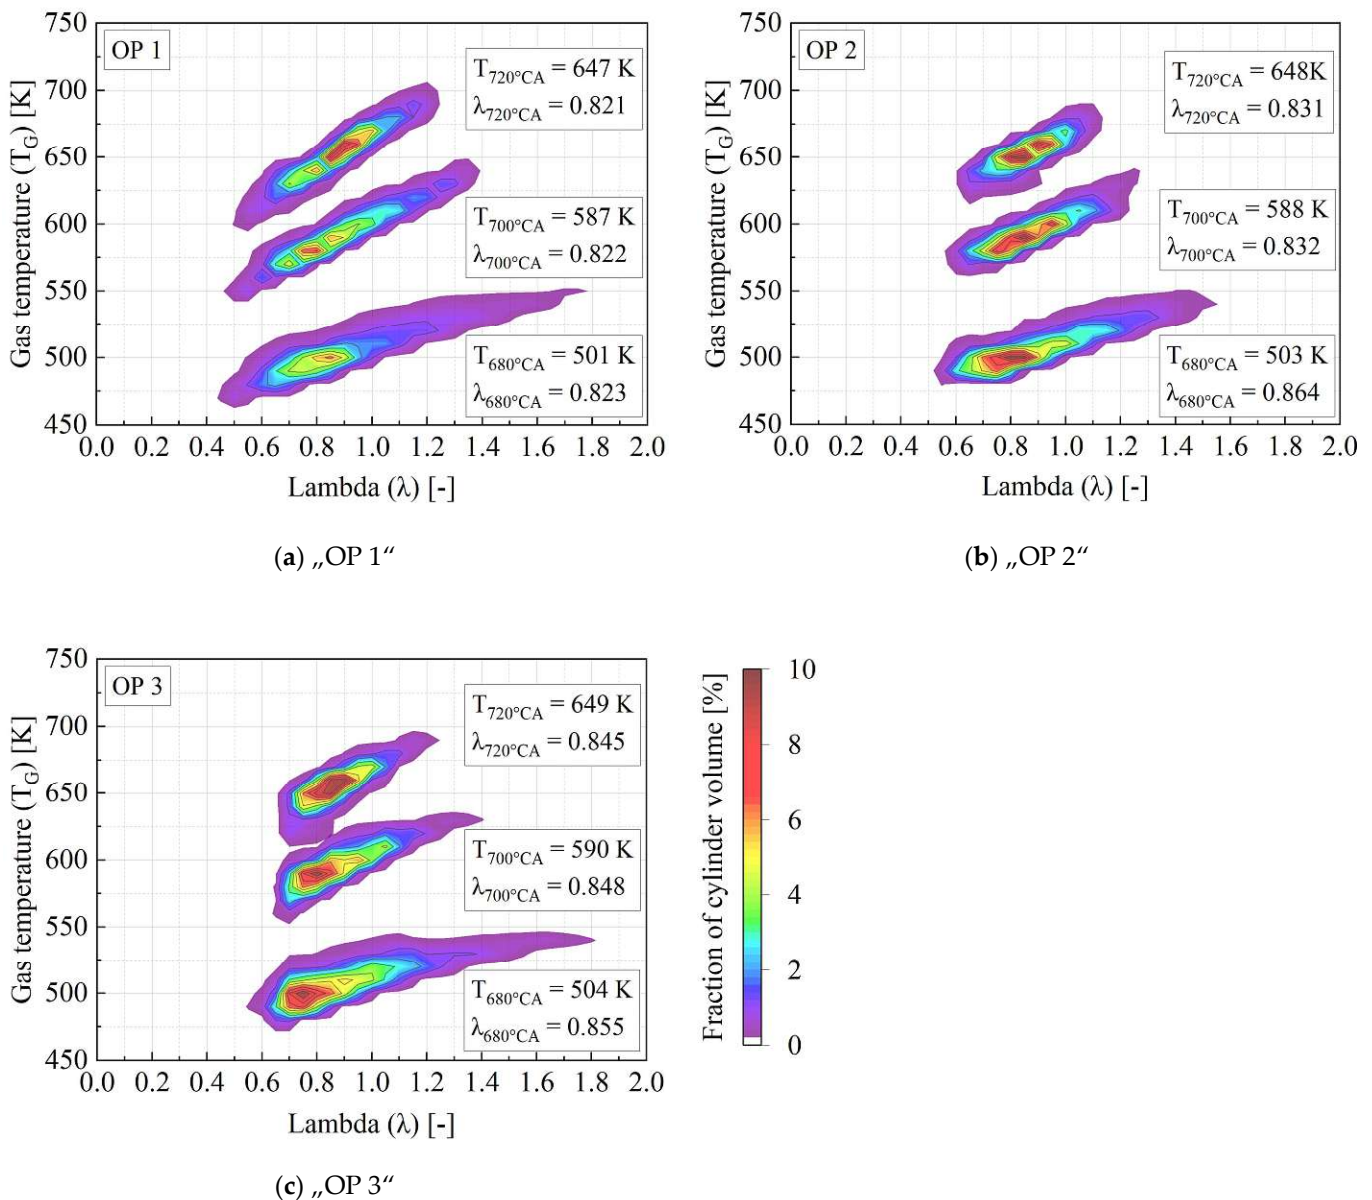 OP 1
T720°CA = 647 K
λ720°CA = 0.821
T700°CA = 587 K
λ700°CA = 0.822
T680°CA = 501 K
λ680°CA = 0.823
Gas temperature (TG) [K]
750
700
650
600
550
500
450
0.0 0.2 0.4 0.6 0.8 1.0 1.2 1.4 1.6 1.8 2.0
Lambda (λ) [-]
(a) „OP 1“
OP 2
T720°CA = 648K
λ720°CA = 0.831
T700°CA = 588 K
λ700°CA = 0.832
T680°CA = 503 K
λ680°CA = 0.864
Gas temperature (TG) [K]
750
700
650
600
550
500
450
0.0 0.2 0.4 0.6 0.8 1.0 1.2 1.4 1.6 1.8 2.0
Lambda (λ) [-]
(b) „OP 2“
OP 3
T720°CA = 649 K
λ720°CA = 0.845
T700°CA = 590 K
λ700°CA = 0.848
T680°CA = 504 K
λ680°CA = 0.855
Gas temperature (TG) [K]
750
700
650
600
550
500
450
0.0 0.2 0.4 0.6 0.8 1.0 1.2 1.4 1.6 1.8 2.0
Lambda (λ) [-]
(c) „OP 3“
Fraction of cylinder volume [%]
10
8
6
4
2
0